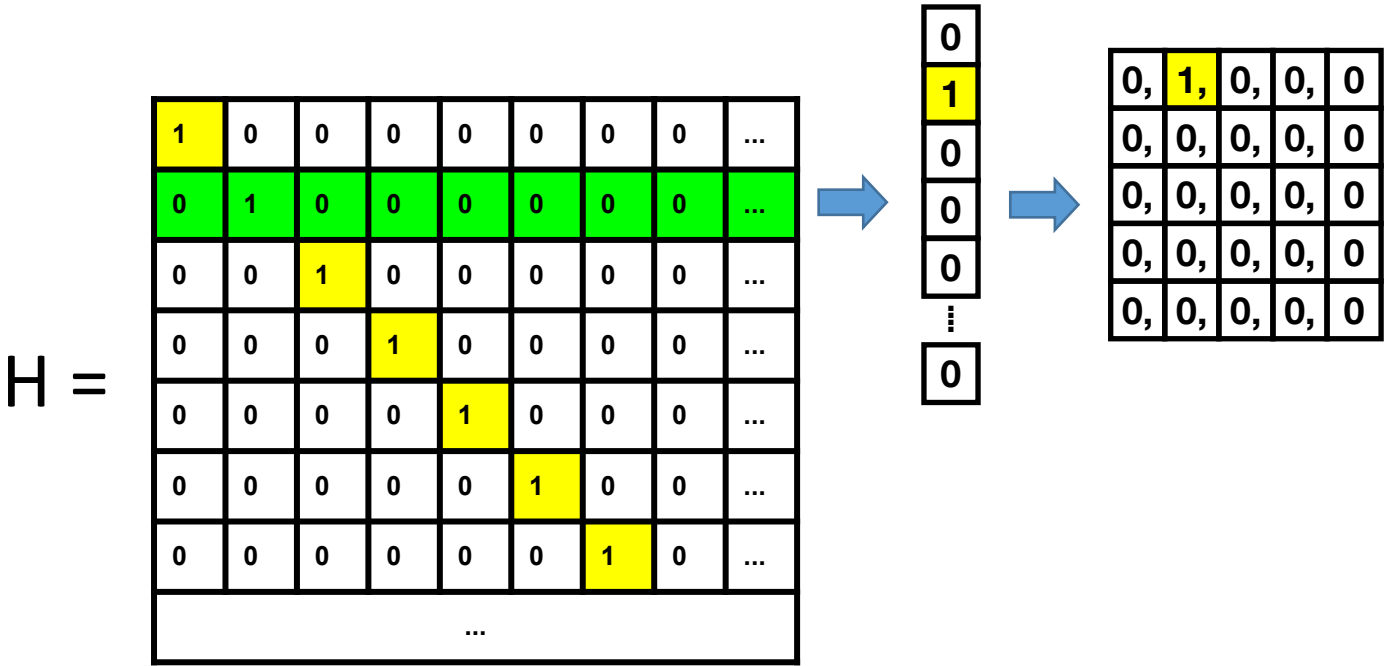 H =
1 0 0 0 0 0 0 0 ...
0 1 0 0 0 0 0 0 ...
0 0 1 0 0 0 0 0 ...
0 0 0 1 0 0 0 0 ...
0 0 0 0 1 0 0 0 ...
0 0 0 0 0 1 0 0 ...
0 0 0 0 0 0 1 0 ...
...
0
1
0
0
0
0
0, 1, 0, 0, 0
0, 0, 0, 0, 0
0, 0, 0, 0, 0
0, 0, 0, 0, 0
0, 0, 0, 0, 0